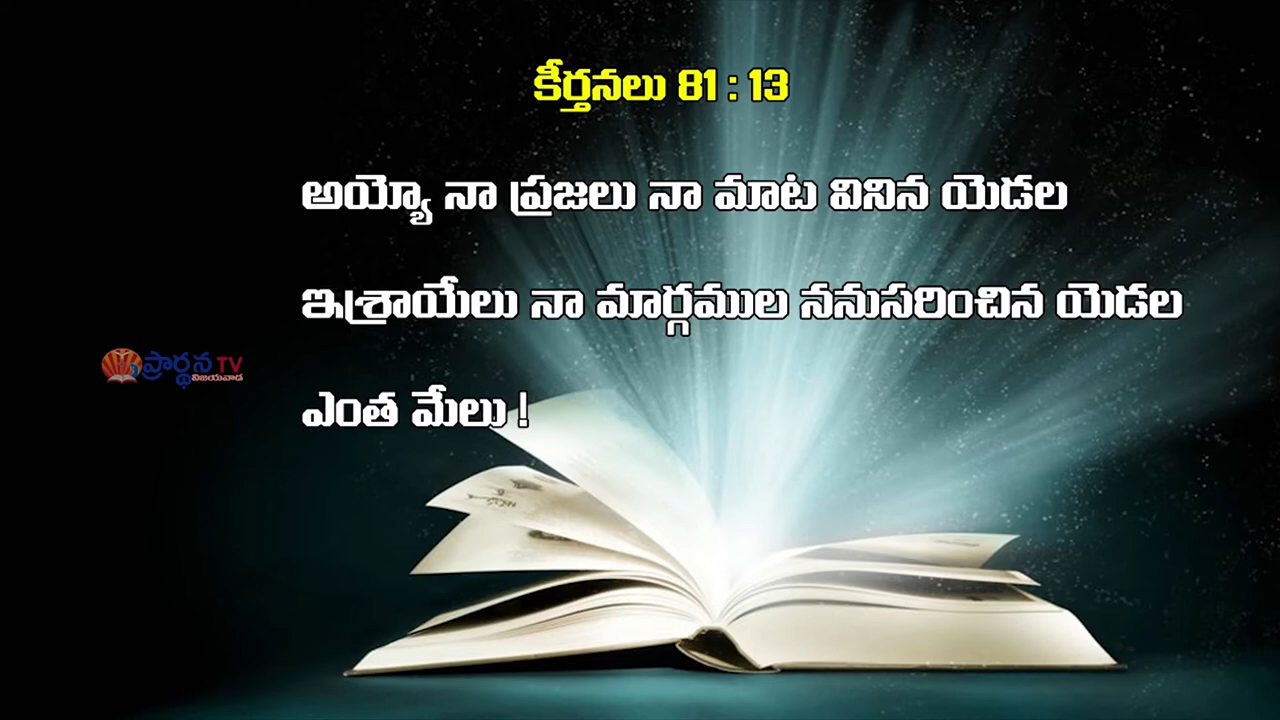 కీర్తనలు 81 : 13
అయ్యో నా ప్రజలు నా మాట వినిన యెడల
ఇశ్రాయేలు నా మార్గముల ననుసరించిన యెడల
ప్రార్థన TV
విజయవాడ
ఎంత మేలు !